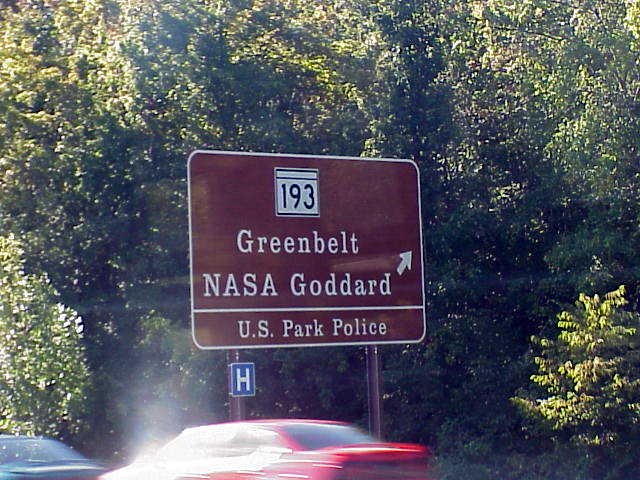 193
Greenbelt
NASA Goddard
U.S. Park Police
H